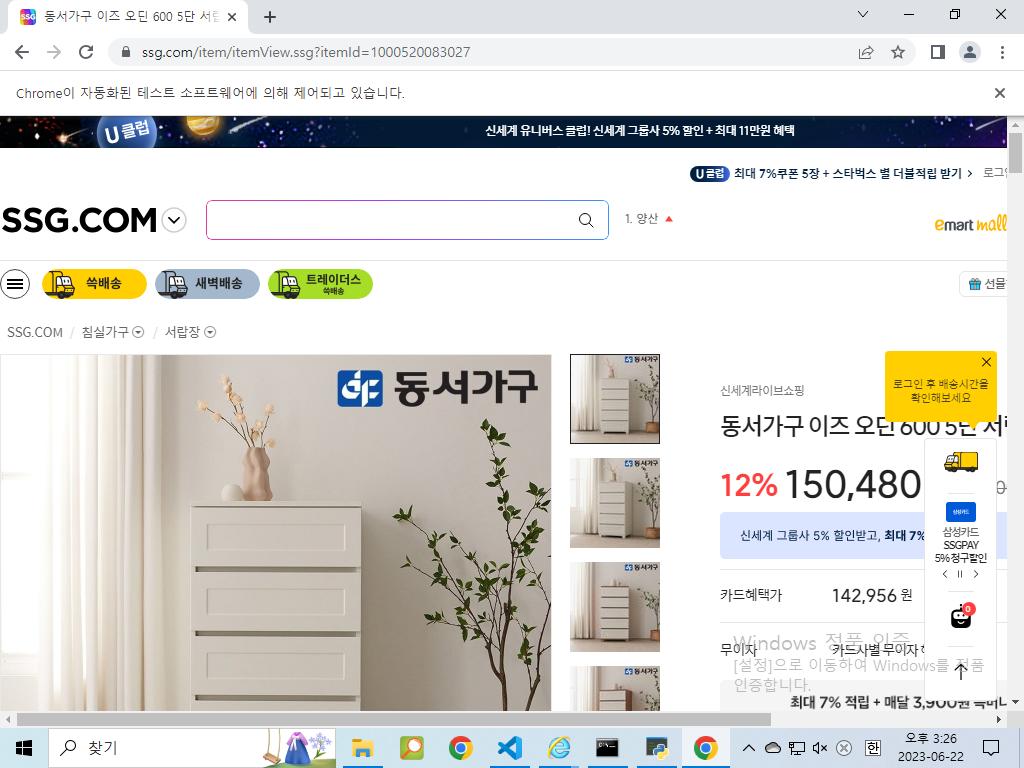 동서가구 이즈 오딘 600 5단 서랍
ssg.com/item/itemView.ssg?itemId=1000520083027
Chrome이 자동화된 테스트 소프트웨어에 의해 제어되고 있습니다.
U 클럽
신세계 유니버스 클럽! 신세계 그룹사 5% 할인 + 최대 11만원 혜택
U 클럽 최대 7%쿠폰 5장 + 스타벅스 별 더블적립 받기
SSG.COM
1. 양산
emart mall
쓱배송
새벽배송
트레이더스
쓱배송
선물
SSG.COM / 침실가구 / 서랍장
동서가구
신세계라이브쇼핑
로그인 후 배송시간을
확인해보세요
동서가구 이즈 오딘 600 5단
12% 150,480
신세계 그룹사 5% 할인받고, 최대 7%
삼성카드
삼성카드
SSGPAY
5% 청구할인
카드혜택가 142,956 원
0
무이자 카드사별 무이자
Windows 정품 인증
[설정]으로 이동하여 Windows를 정품
인증합니다.
최대 7% 적립 + 매달 3,900원
찾기
한
오후 3:26
2023-06-22